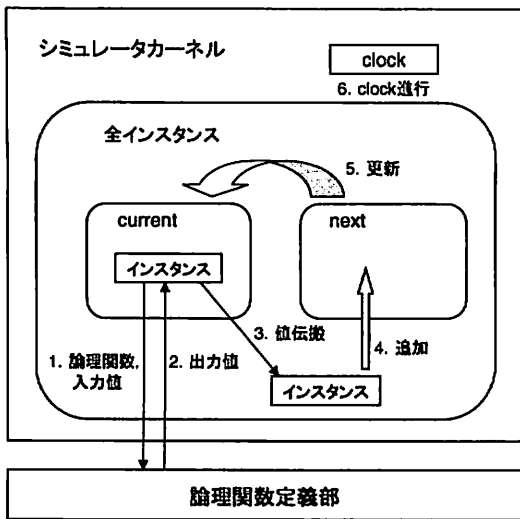 シミュレータカーネル
clock
6. clock進行
全インスタンス
5. 更新
current
next
インスタンス
3. 値伝搬
4. 追加
1. 論理関数,
入力値
2. 出力値
インスタンス
論理関数定義部